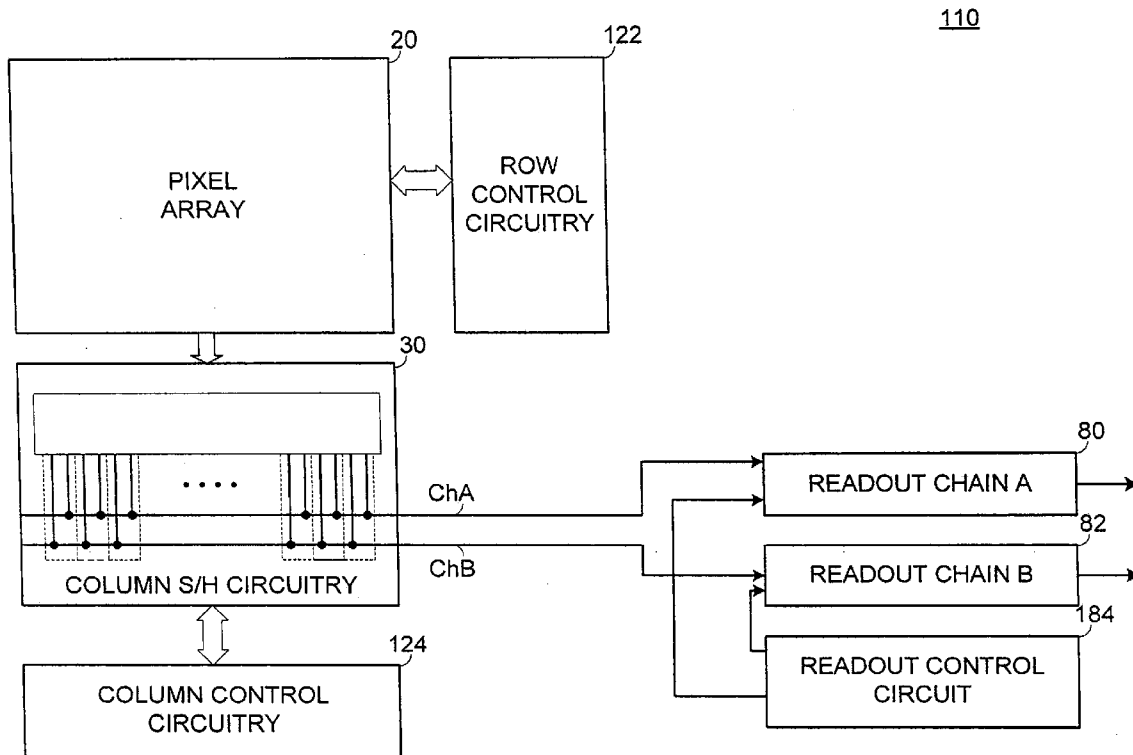 110
20
122
PIXEL
ARRAY
ROW
CONTROL
CIRCUITRY
30
....
ChA
ChB
COLUMN S/H CIRCUITRY
80
READOUT CHAIN A
82
READOUT CHAIN B
184
READOUT CONTROL
CIRCUIT
124
COLUMN CONTROL
CIRCUITRY